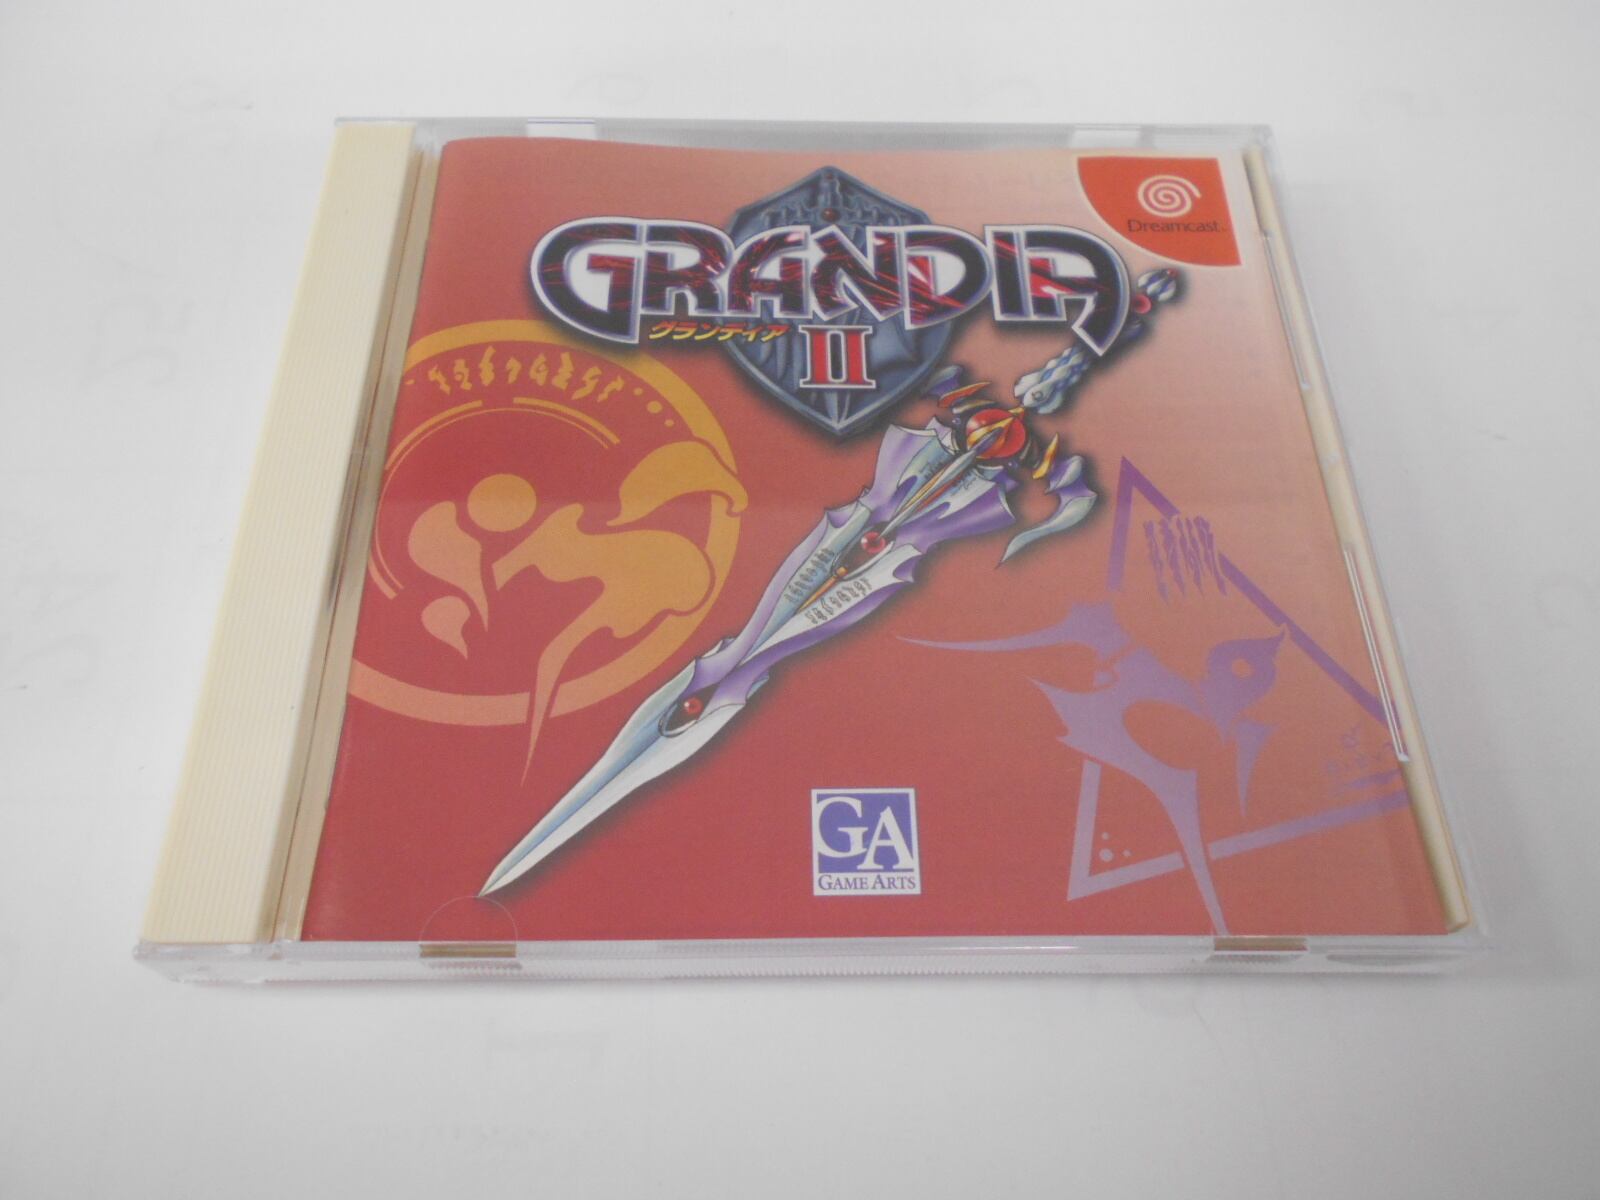 GRANDIA
グランディア
II
Dreamcast
GA
GAME ARTS